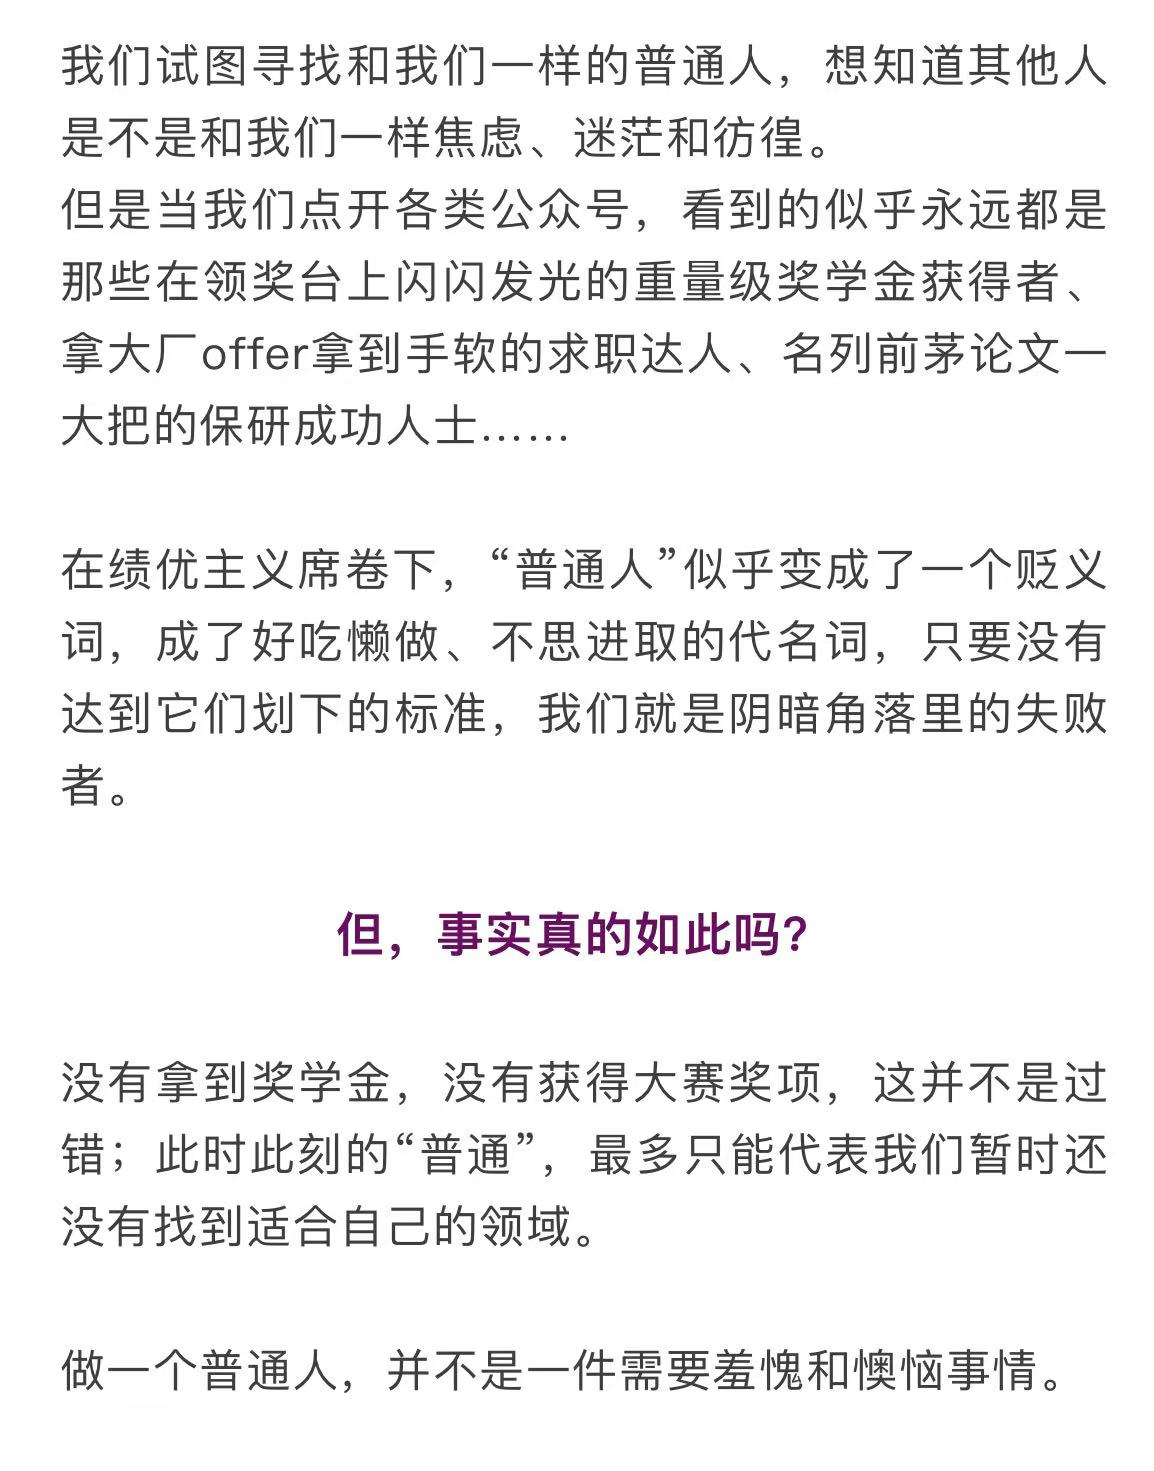 我们试图寻找和我们一样的普通人，想知道其他人
是不是和我们一样焦虑、迷茫和彷徨。
但是当我们点开各类公众号，看到的似乎永远都是
那些在领奖台上闪闪发光的重量级奖学金获得者、
拿大厂offer拿到手软的求职达人、名列前茅论文一
大把的保研成功人士……
在绩优主义席卷下，“普通人”似乎变成了一个贬义
词，成了好吃懒做、不思进取的代名词，只要没有
达到它们划下的标准，我们就是阴暗角落里的失败
者。
但，事实真的如此吗？
没有拿到奖学金，没有获得大赛奖项，这并不是过
错；此时此刻的“普通”，最多只能代表我们暂时还
没有找到适合自己的领域。
做一个普通人，并不是一件需要羞愧和懊恼事情。